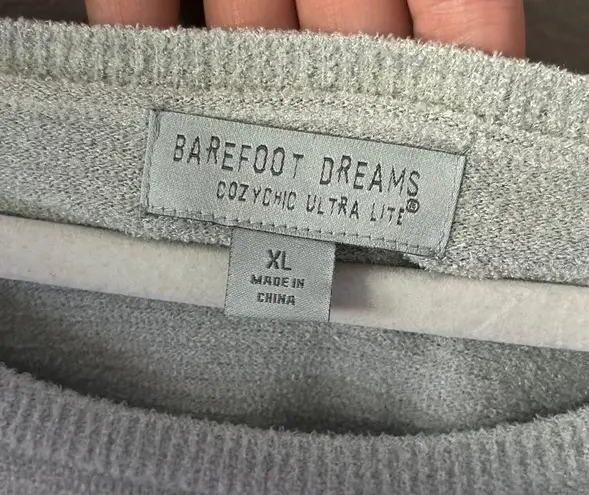 BAREFOOT DREAMS
COZYCHIC ULTRA LITE®
XL
MADE IN
CHINA